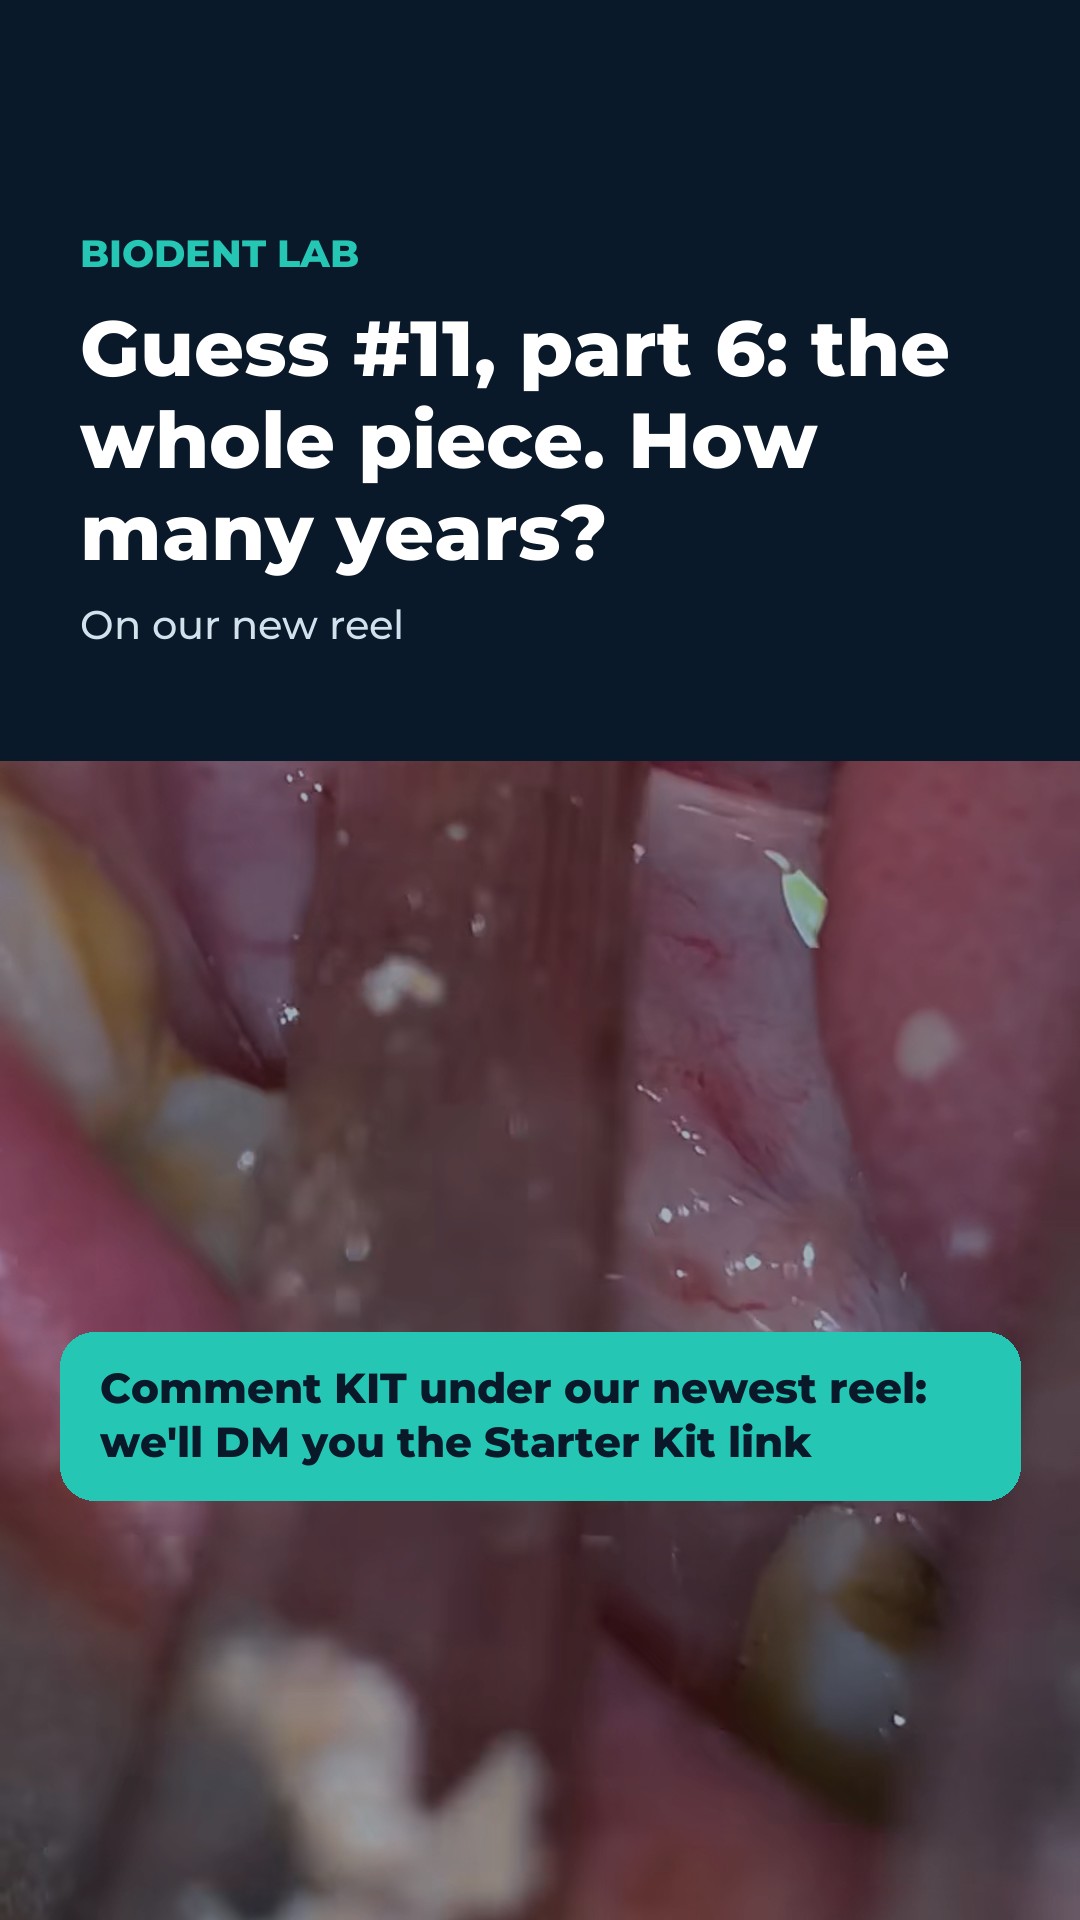 BIODENT LAB
Guess #11, part 6: the
whole piece. How
many years?
On our new reel
Comment KIT under our newest reel:
we'll DM you the Starter Kit link